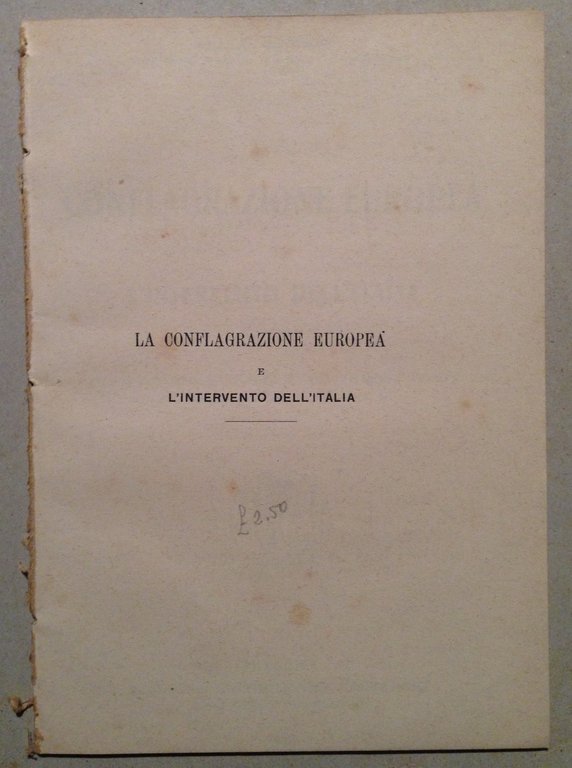 LA CONFLAGRAZIONE EUROPEA
E
L'INTERVENTO DELL'ITALIA
£ 2.50